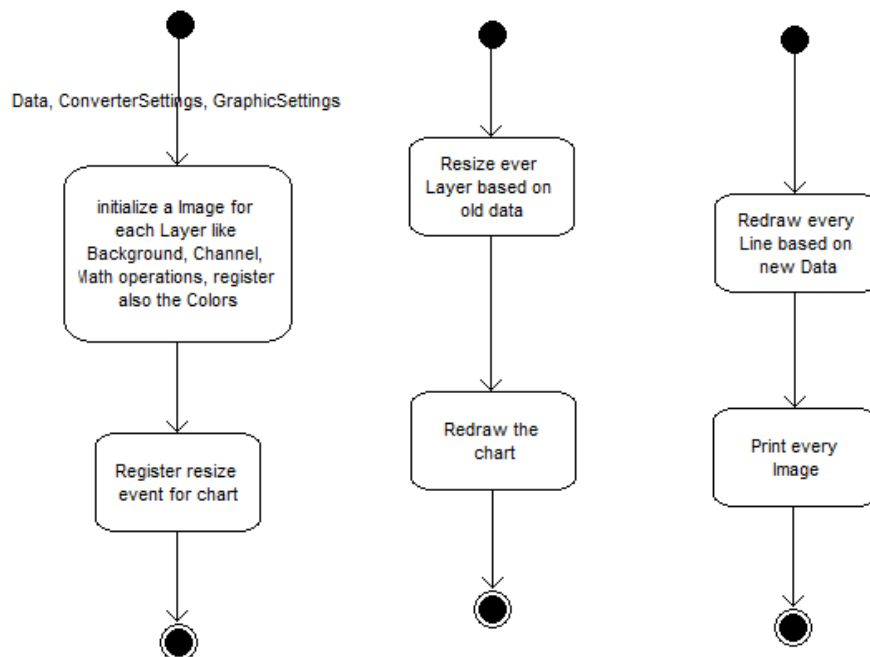 Data, ConverterSettings, GraphicSettings
initialize a Image for
each Layer like
Background, Channel,
Math operations, register
also the Colors
Register resize
event for chart
Resize ever
Layer based on
old data
Redraw the
chart
Redraw every
Line based on
new Data
Print every
Image